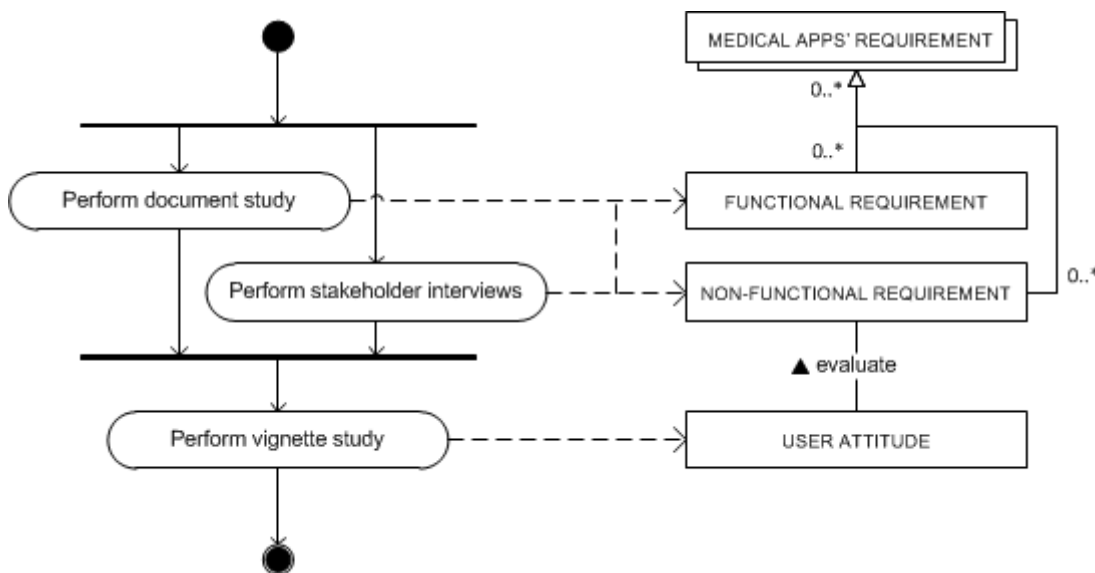 MEDICAL APPS' REQUIREMENT
0..*
0..*
Perform document study
FUNCTIONAL REQUIREMENT
0..*
Perform stakeholder interviews
NON-FUNCTIONAL REQUIREMENT
▲ evaluate
Perform vignette study
USER ATTITUDE